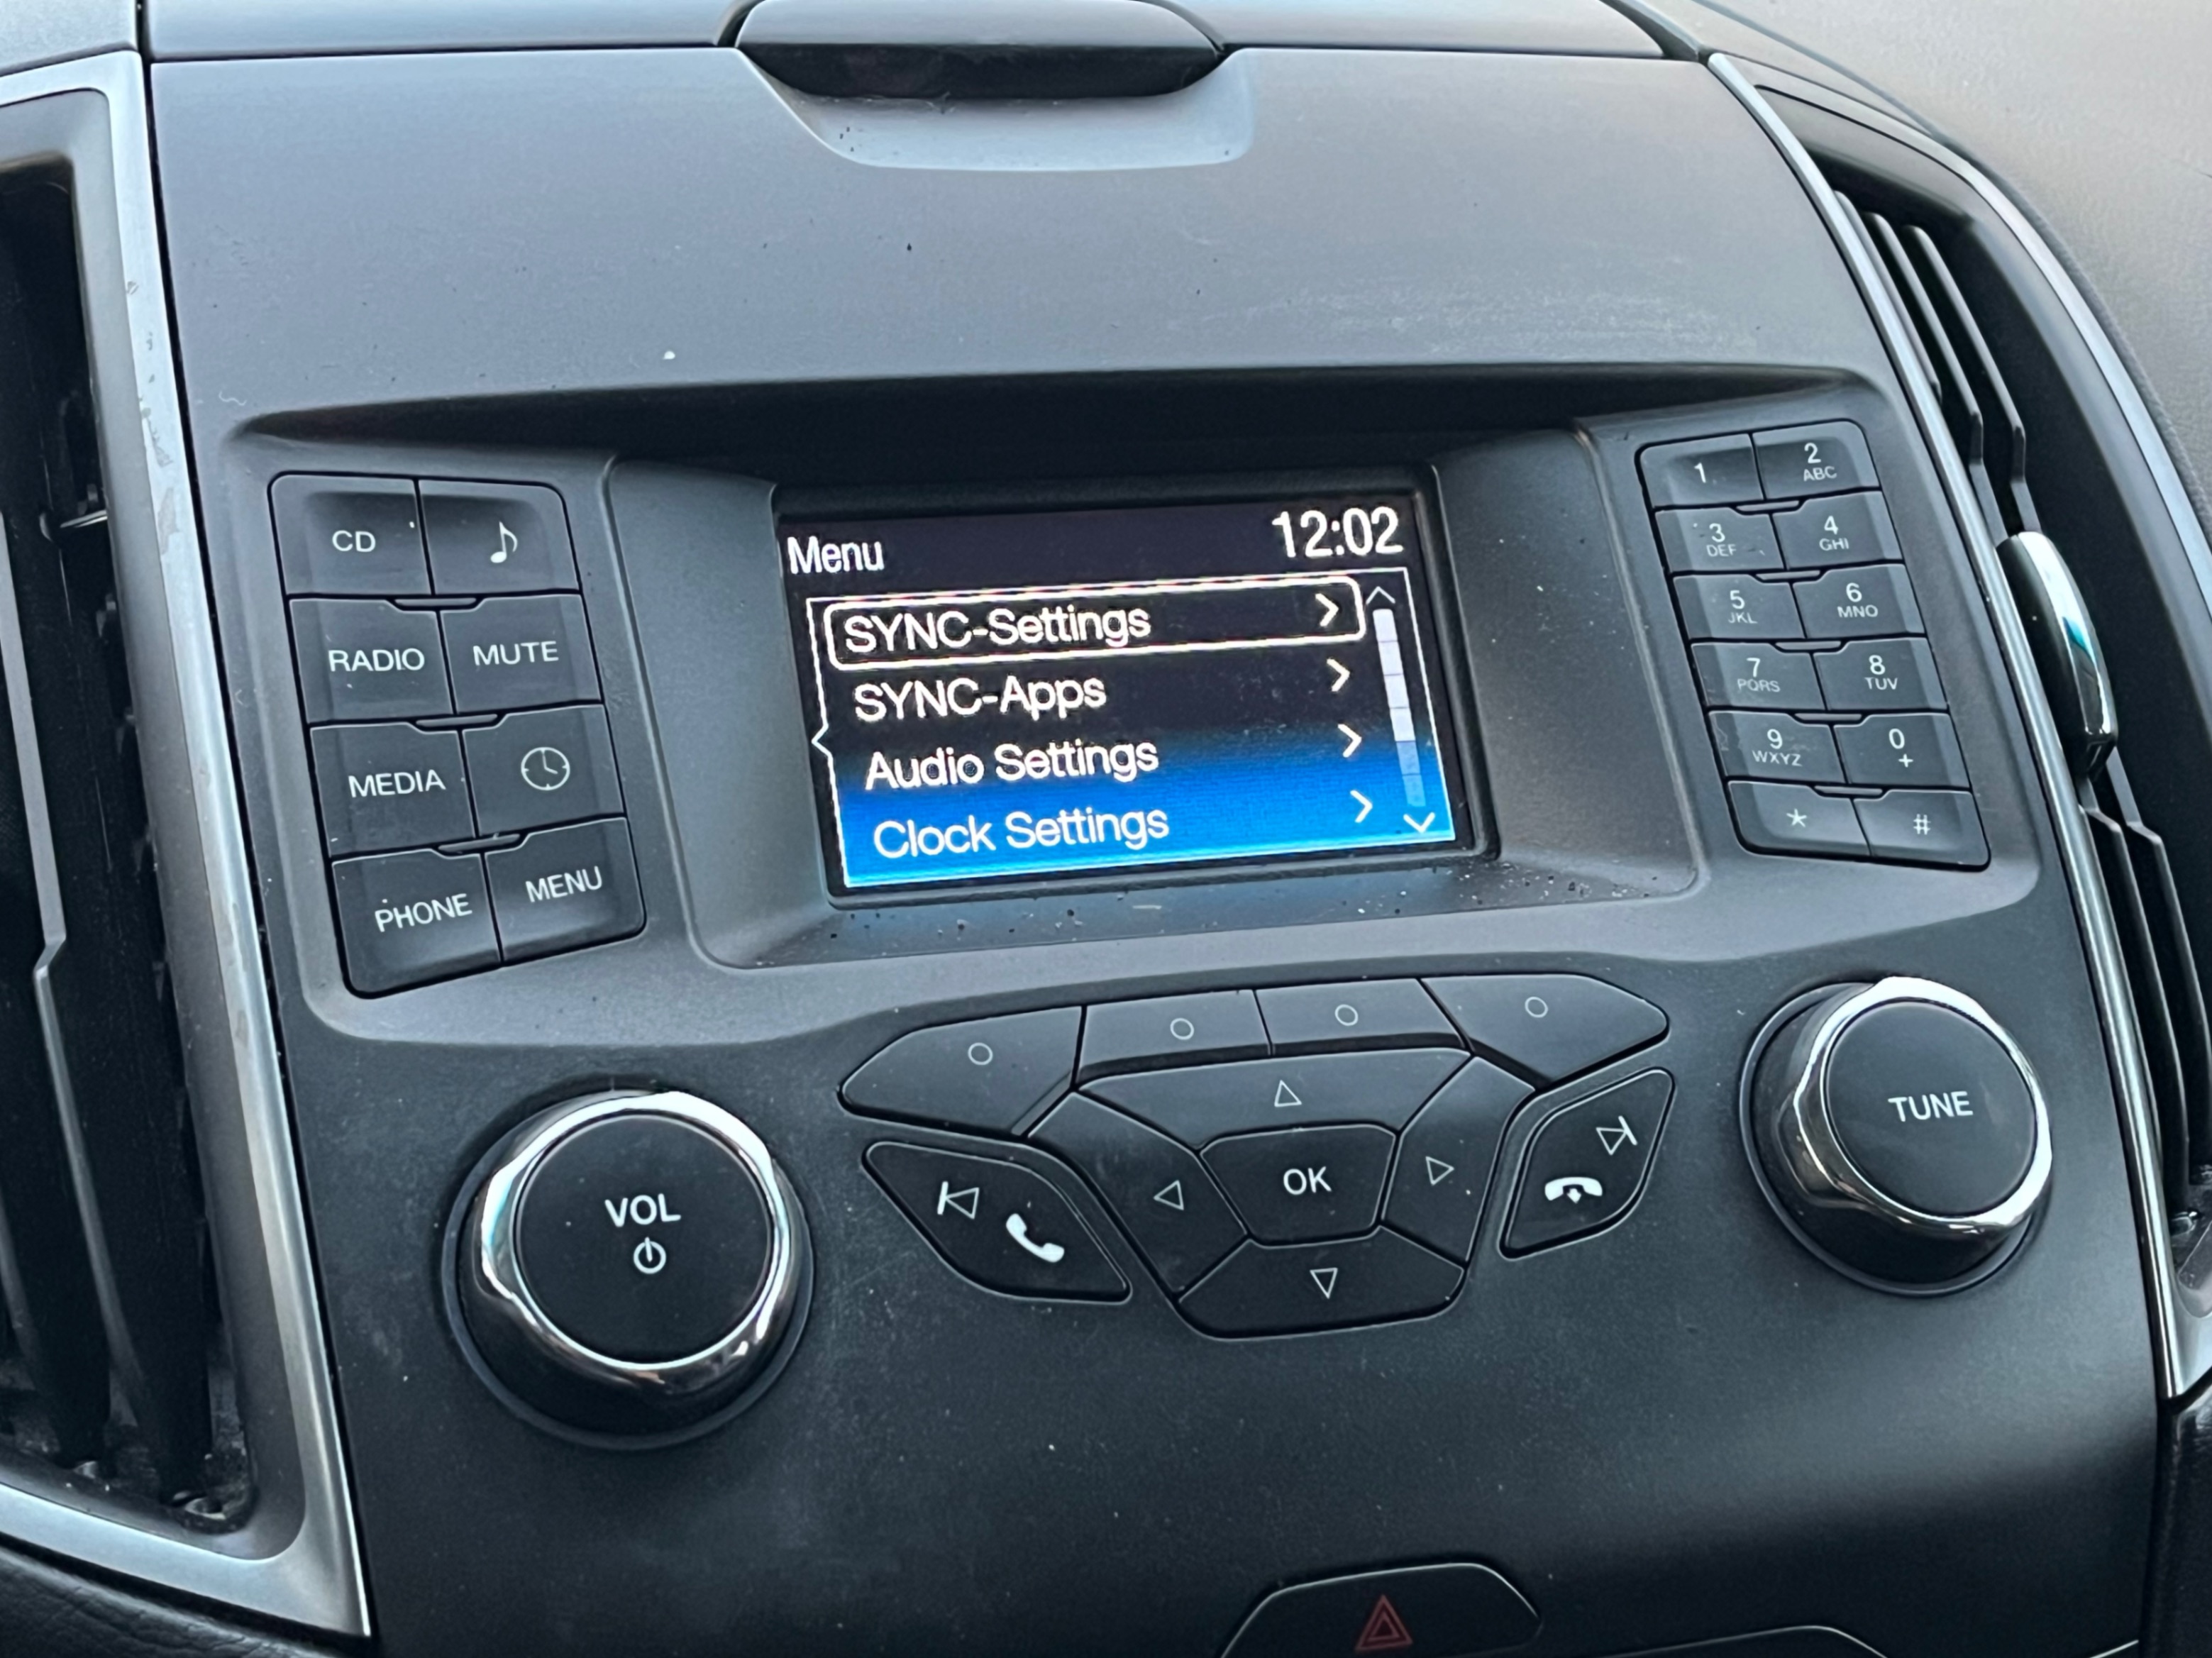 Menu 12:02
SYNC-Settings
SYNC-Apps
Audio Settings
Clock Settings
CD
RADIO MUTE
MEDIA
PHONE MENU
1 2 ABC
3 DEF 4 GHI
5 JKL 6 MNO
7 PQRS 8 TUV
9 WXYZ 0 +
* #
VOL
OK
TUNE